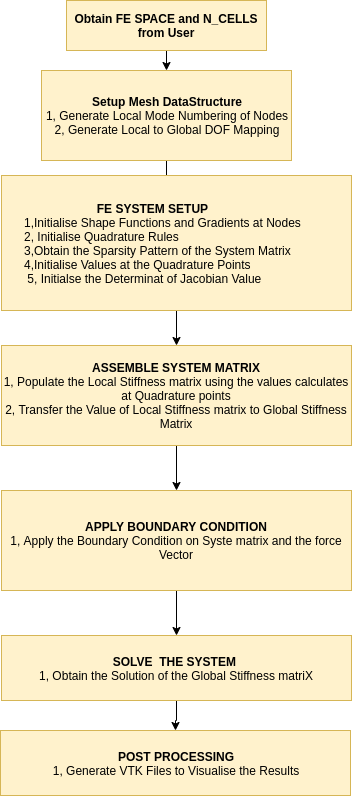 Obtain FE SPACE and N_CELLS
from User
Setup Mesh DataStructure
1, Generate Local Mode Numbering of Nodes
2, Generate Local to Global DOF Mapping
FE SYSTEM SETUP
1,Initialise Shape Functions and Gradients at Nodes
2, Initialise Quadrature Rules
3,Obtain the Sparsity Pattern of the System Matrix
4,Initialise Values at the Quadrature Points
5, Initialse the Determinat of Jacobian Value
ASSEMBLE SYSTEM MATRIX
1, Populate the Local Stiffness matrix using the values calculates
at Quadrature points
2, Transfer the Value of Local Stiffness matrix to Global Stiffness
Matrix
APPLY BOUNDARY CONDITION
1, Apply the Boundary Condition on Syste matrix and the force
Vector
SOLVE THE SYSTEM
1, Obtain the Solution of the Global Stiffness matriX
POST PROCESSING
1, Generate VTK Files to Visualise the Results